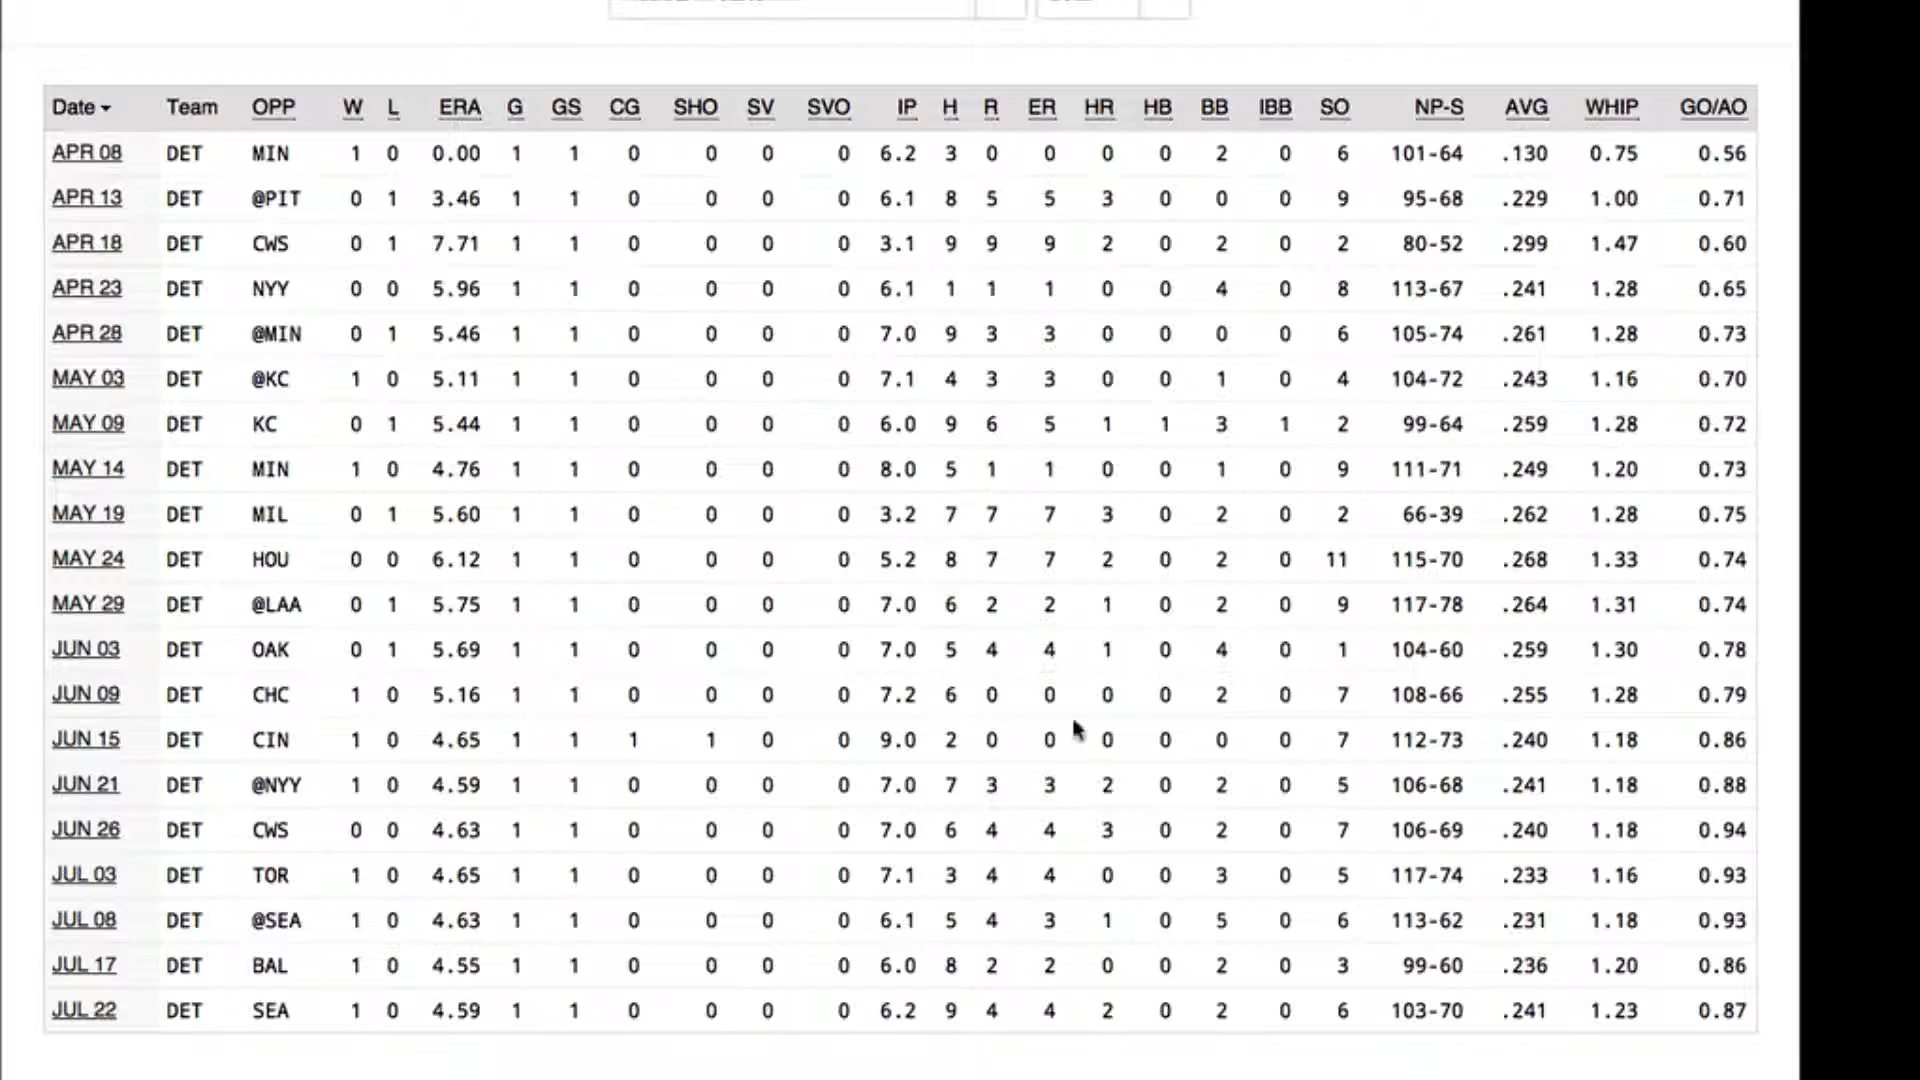 Date Team OPP W L ERA G GS CG SHO SV SVO IP H R ER HR HB BB IBB SO NP-S AVG WHIP GO/AO
APR 08 DET MIN 1 0 0.00 1 1 0 0 0 0 6.2 3 0 0 0 0 2 0 6 101-64 .130 0.75 0.56
APR 13 DET @PIT 0 1 3.46 1 1 0 0 0 0 6.1 8 5 5 3 0 0 0 9 95-68 .229 1.00 0.71
APR 18 DET CWS 0 1 7.71 1 1 0 0 0 0 3.1 9 9 9 2 0 2 0 2 80-52 .299 1.47 0.60
APR 23 DET NYY 0 0 5.96 1 1 0 0 0 0 6.1 1 1 1 0 0 4 0 8 113-67 .241 1.28 0.65
APR 28 DET @MIN 0 1 5.46 1 1 0 0 0 0 7.0 9 3 3 0 0 0 0 6 105-74 .261 1.28 0.73
MAY 03 DET @KC 1 0 5.11 1 1 0 0 0 0 7.1 4 3 3 0 0 1 0 4 104-72 .243 1.16 0.70
MAY 09 DET KC 0 1 5.44 1 1 0 0 0 0 6.0 9 6 5 1 1 3 1 2 99-64 .259 1.28 0.72
MAY 14 DET MIN 1 0 4.76 1 1 0 0 0 0 8.0 5 1 1 0 0 1 0 9 111-71 .249 1.20 0.73
MAY 19 DET MIL 0 1 5.60 1 1 0 0 0 0 3.2 7 7 7 3 0 2 0 2 66-39 .262 1.28 0.75
MAY 24 DET HOU 0 0 6.12 1 1 0 0 0 0 5.2 8 7 7 2 0 2 0 11 115-70 .268 1.33 0.74
MAY 29 DET @LAA 0 1 5.75 1 1 0 0 0 0 7.0 6 2 2 1 0 2 0 9 117-78 .264 1.31 0.74
JUN 03 DET OAK 0 1 5.69 1 1 0 0 0 0 7.0 5 4 4 1 0 4 0 1 104-60 .259 1.30 0.78
JUN 09 DET CHC 1 0 5.16 1 1 0 0 0 0 7.2 6 0 0 0 0 2 0 7 108-66 .255 1.28 0.79
JUN 15 DET CIN 1 0 4.65 1 1 1 1 0 0 9.0 2 0 0 0 0 0 0 7 112-73 .240 1.18 0.86
JUN 21 DET @NYY 1 0 4.59 1 1 0 0 0 0 7.0 7 3 3 2 0 2 0 5 106-68 .241 1.18 0.88
JUN 26 DET CWS 0 0 4.63 1 1 0 0 0 0 7.0 6 4 4 3 0 2 0 7 106-69 .240 1.18 0.94
JUL 03 DET TOR 1 0 4.65 1 1 0 0 0 0 7.1 3 4 4 0 0 3 0 5 117-74 .233 1.16 0.93
JUL 08 DET @SEA 1 0 4.63 1 1 0 0 0 0 6.1 5 4 3 1 0 5 0 6 113-62 .231 1.18 0.93
JUL 17 DET BAL 1 0 4.55 1 1 0 0 0 0 6.0 8 2 2 0 0 2 0 3 99-60 .236 1.20 0.86
JUL 22 DET SEA 1 0 4.59 1 1 0 0 0 0 6.2 9 4 4 2 0 2 0 6 103-70 .241 1.23 0.87